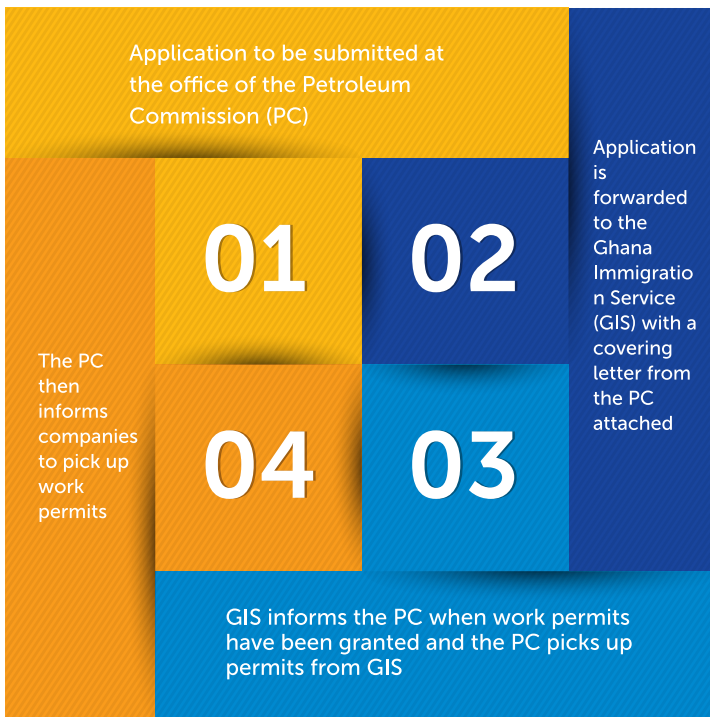 Application to be submitted at
the office of the Petroleum
Commission (PC)
01
02
Application
is
forwarded
to the
Ghana
Immigratio
n Service
(GIS) with a
covering
letter from
the PC
attached
03
GIS informs the PC when work permits
have been granted and the PC picks up
permits from GIS
04
The PC
then
informs
companies
to pick up
work
permits